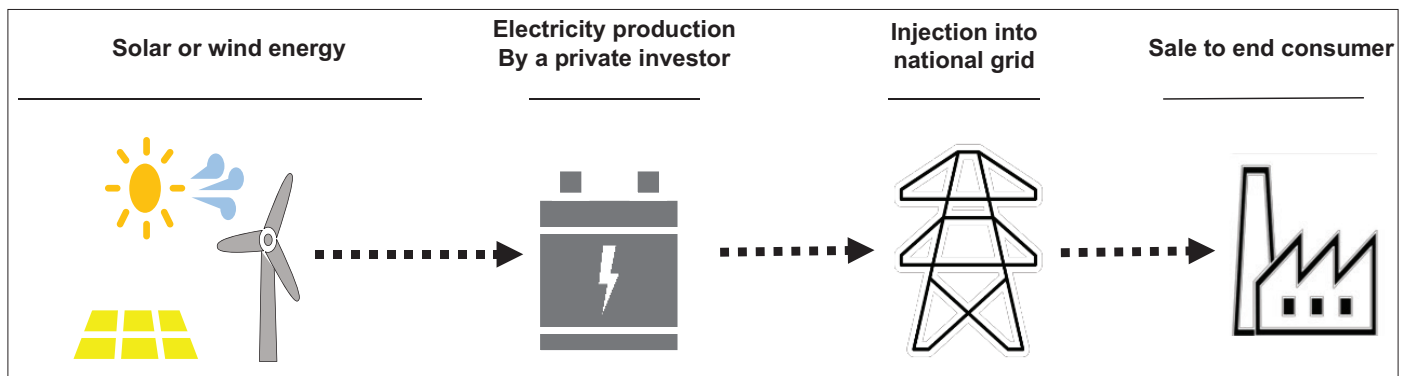 Solar or wind energy
Electricity production
By a private investor
Injection into
national grid
Sale to end consumer